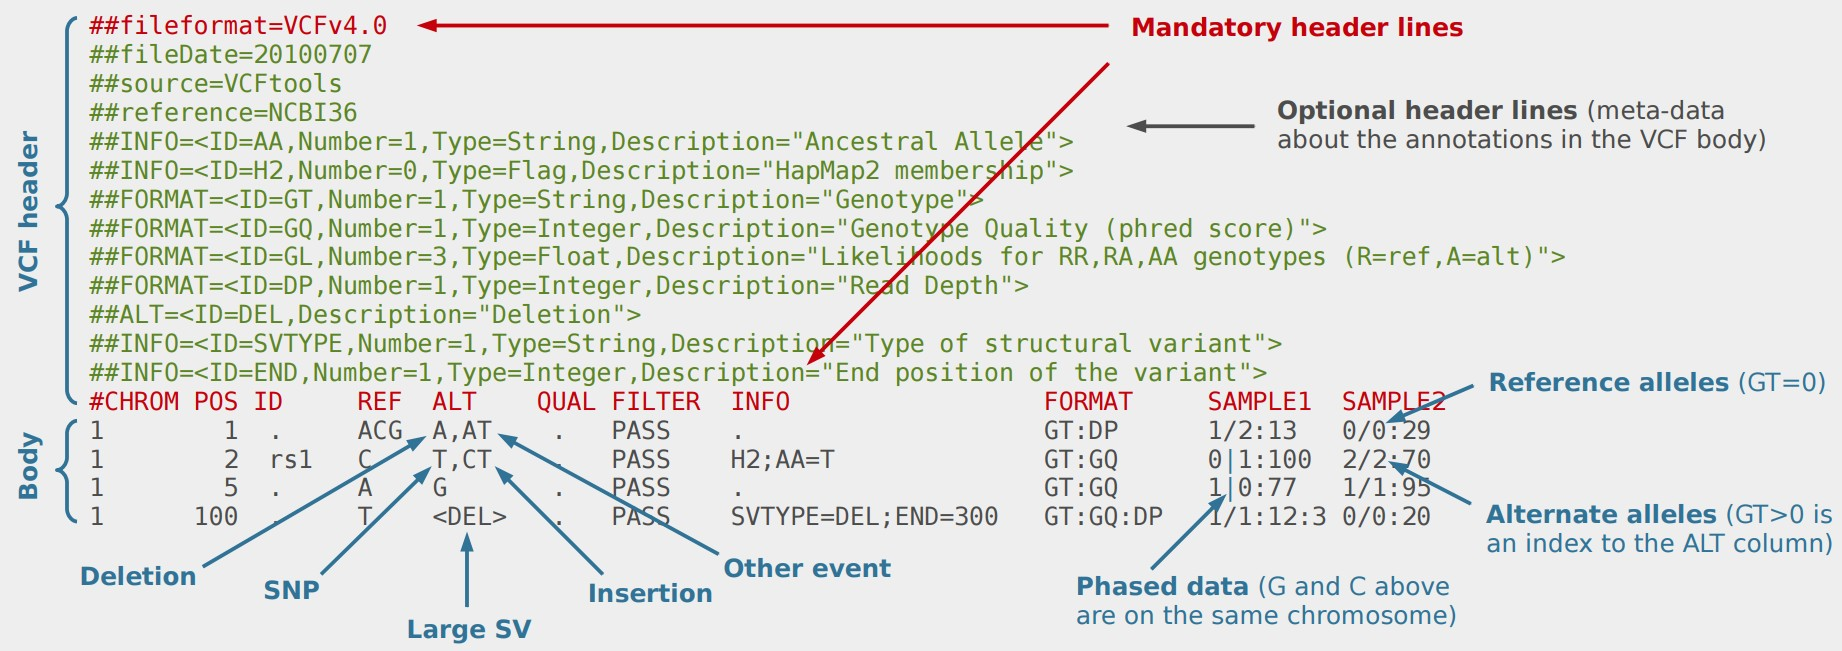 VCF header
##fileformat=VCFv4.0
##fileDate=20100707
##source=VCFtools
##reference=NCBI36
##INFO=<ID=AA,Number=1,Type=String,Description="Ancestral Allele">
##INFO=<ID=H2,Number=0,Type=Flag,Description="HapMap2 membership">
##FORMAT=<ID=GT,Number=1,Type=String,Description="Genotype">
##FORMAT=<ID=GQ,Number=1,Type=Integer,Description="Genotype Quality (phred score)">
##FORMAT=<ID=GL,Number=3,Type=Float,Description="Likelihoods for RR,RA,AA genotypes (R=ref,A=alt)">
##FORMAT=<ID=DP,Number=1,Type=Integer,Description="Read Depth">
##ALT=<ID=DEL,Description="Deletion">
##INFO=<ID=SVTYPE,Number=1,Type=String,Description="Type of structural variant">
##INFO=<ID=END,Number=1,Type=Integer,Description="End position of the variant">
#CHROM POS ID REF ALT QUAL FILTER INFO FORMAT SAMPLE1 SAMPLE2
Body
1 1 . ACG A,AT . PASS . GT:DP 1/2:13 0/0:29
1 2 rs1 C T,CT . PASS H2;AA=T GT:GQ 0|1:100 2/2:70
1 5 . A G . PASS . GT:GQ 1|0:77 1/1:95
1 100 . T <DEL> . PASS SVTYPE=DEL;END=300 GT:GQ:DP 1/1:12:3 0/0:20
Mandatory header lines
Optional header lines (meta-data
about the annotations in the VCF body)
Reference alleles (GT=0)
Alternate alleles (GT>0 is
an index to the ALT column)
Deletion
SNP
Large SV
Insertion
Other event
Phased data (G and C above
are on the same chromosome)